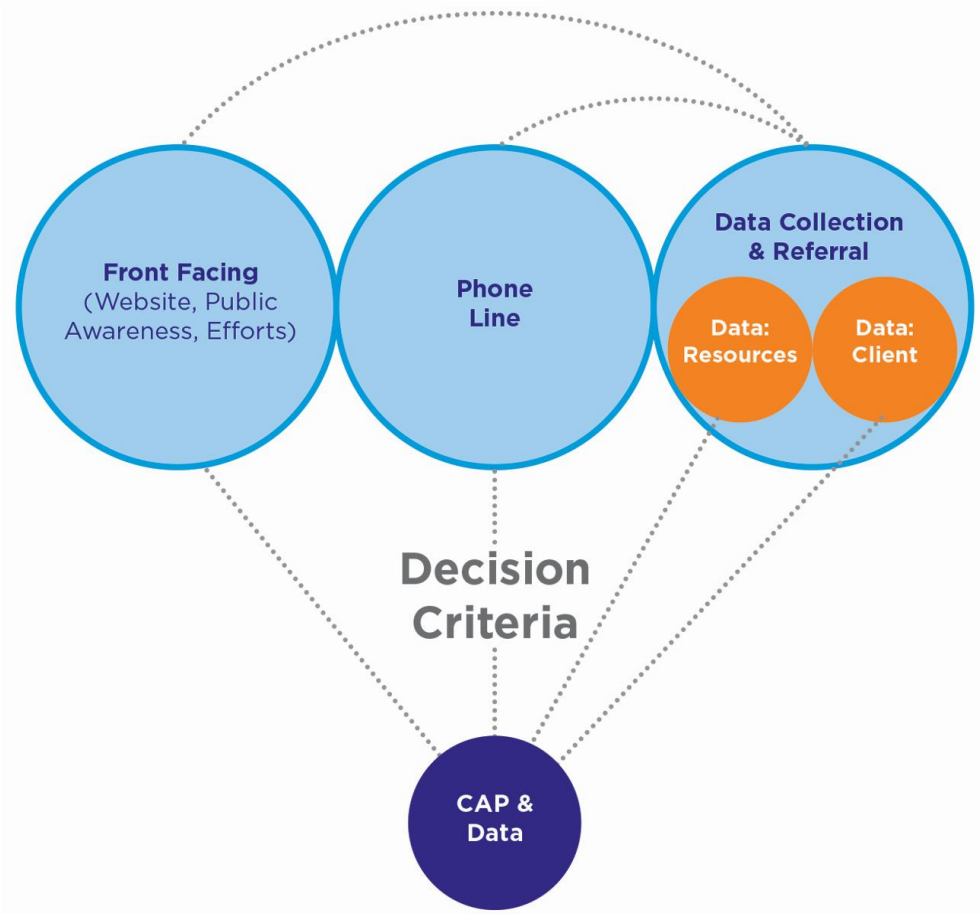 Front Facing
(Website, Public
Awareness, Efforts)
Phone
Line
Data Collection
& Referral
Data:
Resources
Data:
Client
Decision
Criteria
CAP &
Data